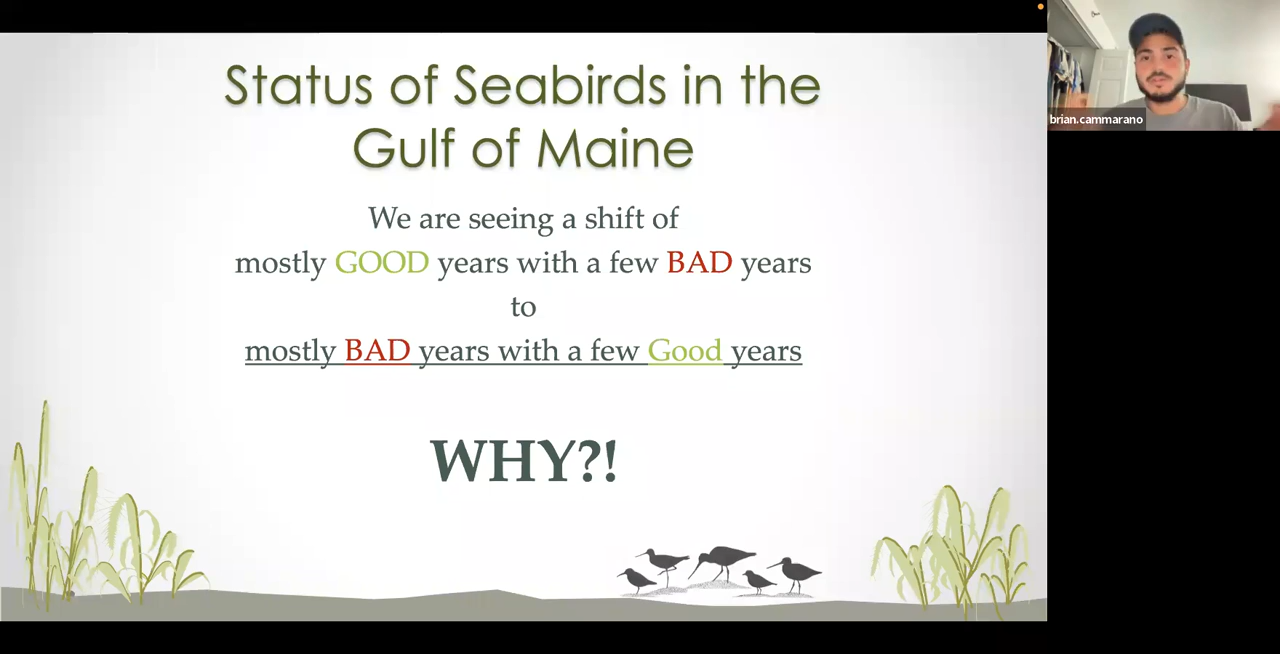 Status of Seabirds in the
Gulf of Maine
We are seeing a shift of
mostly GOOD years with a few BAD years
to
mostly BAD years with a few Good years
WHY?!
brian.cammarano